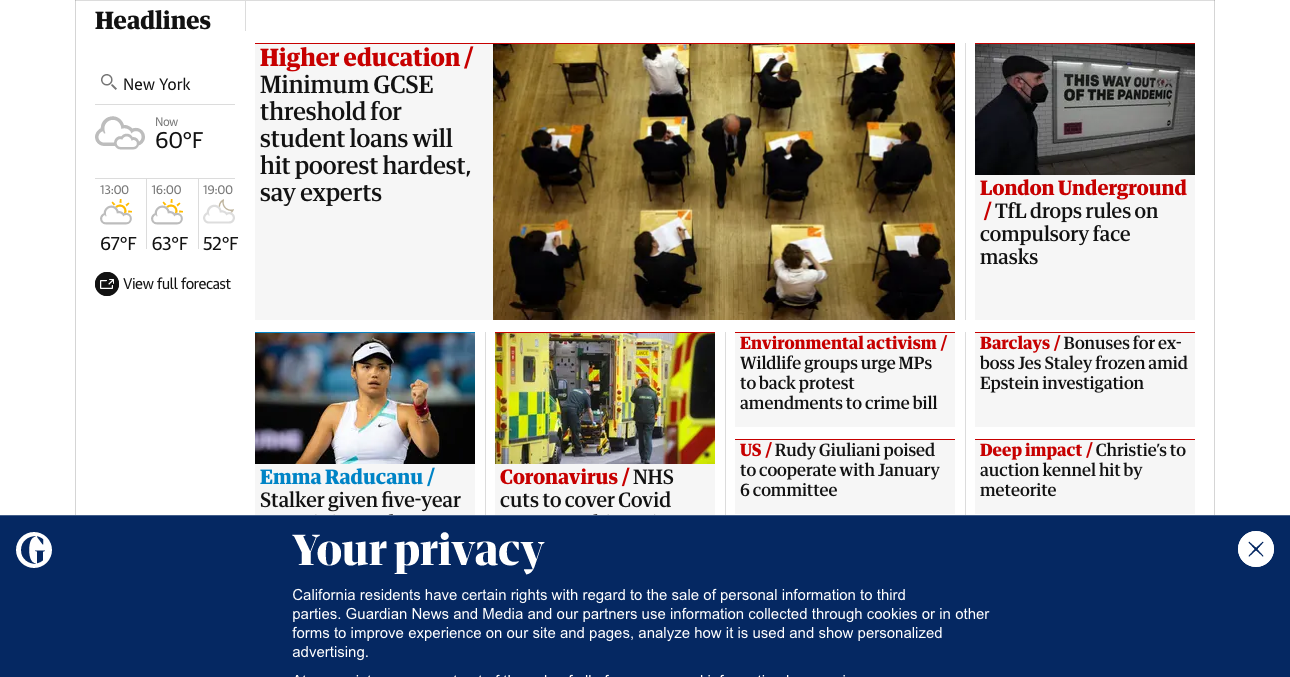 Headlines
New York
Now
60°F
13:00
16:00
19:00
67°F
63°F
52°F
View full forecast
Higher education /
Minimum GCSE
threshold for
student loans will
hit poorest hardest,
say experts
THIS WAY OUT
OF THE PANDEMIC
London Underground
/ TfL drops rules on
compulsory face
masks
Emma Raducanu /
Stalker given five-year
Coronavirus / NHS
cuts to cover Covid
Environmental activism /
Wildlife groups urge MPs
to back protest
amendments to crime bill
US / Rudy Giuliani poised
to cooperate with January
6 committee
Barclays / Bonuses for ex-
boss Jes Staley frozen amid
Epstein investigation
Deep impact / Christie's to
auction kennel hit by
meteorite
Your privacy
California residents have certain rights with regard to the sale of personal information to third
parties. Guardian News and Media and our partners use information collected through cookies or in other
forms to improve experience on our site and pages, analyze how it is used and show personalized
advertising.